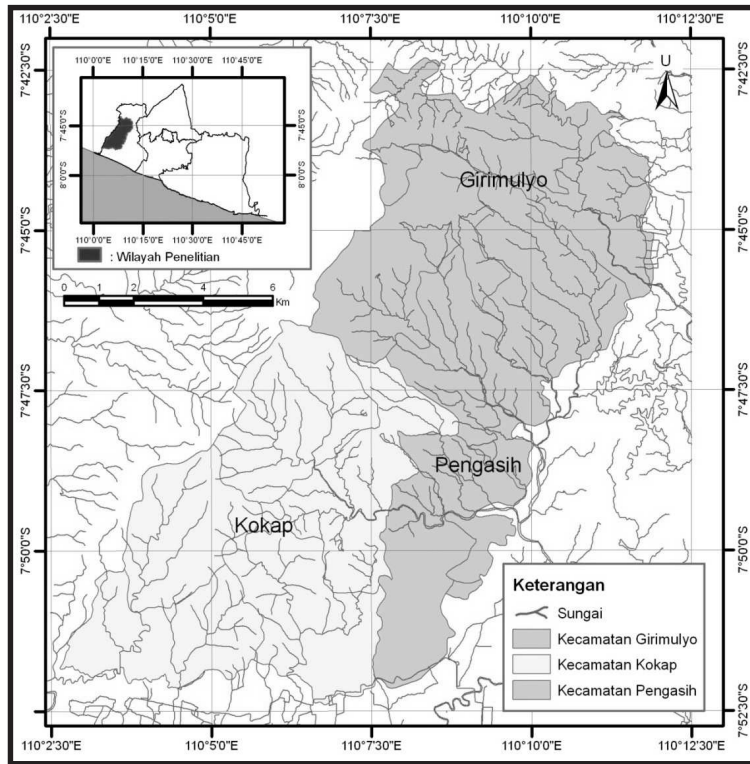 110°2'30"E 110°5'0"E 110°7'30"E 110°10'0"E 110°12'30"E
7°42'30"S
7°45'0"S
7°47'30"S
7°50'0"S
7°52'30"S
110°0'0"E 110°15'0"E 110°30'0"E 110°45'0"E
7°45'0"S
8°0'0"S
7°45'0"S
8°0'0"S
110°0'0"E 110°15'0"E 110°30'0"E 110°45'0"E
: Wilayah Penelitian
0 1 2 4 6
Km
U
Girimulyo
Pengasih
Kokap
Keterangan
Sungai
Kecamatan Girimulyo
Kecamatan Kokap
Kecamatan Pengasih
7°42'30"S
7°45'0"S
7°47'30"S
7°50'0"S
7°52'30"S
110°2'30"E 110°5'0"E 110°7'30"E 110°10'0"E 110°12'30"E